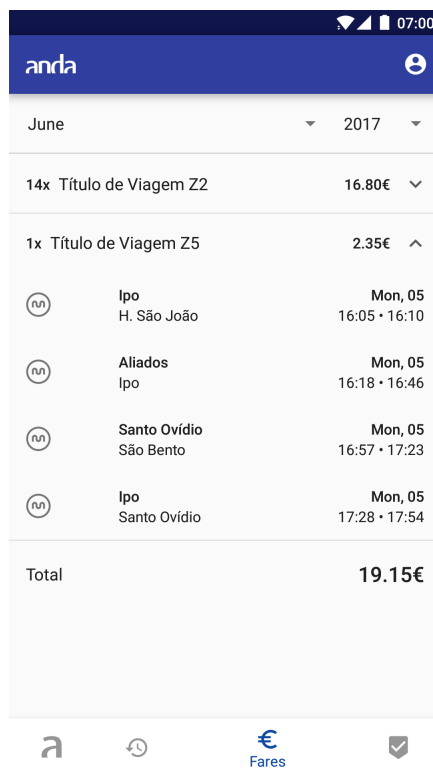 07:00
anda
June 2017
14x Título de Viagem Z2 16.80€
1x Título de Viagem Z5 2.35€
Ipo Mon, 05
H. São João 16:05 • 16:10
Aliados Mon, 05
Ipo 16:18 • 16:46
Santo Ovídio Mon, 05
São Bento 16:57 • 17:23
Ipo Mon, 05
Santo Ovídio 17:28 • 17:54
Total 19.15€
a €
Fares